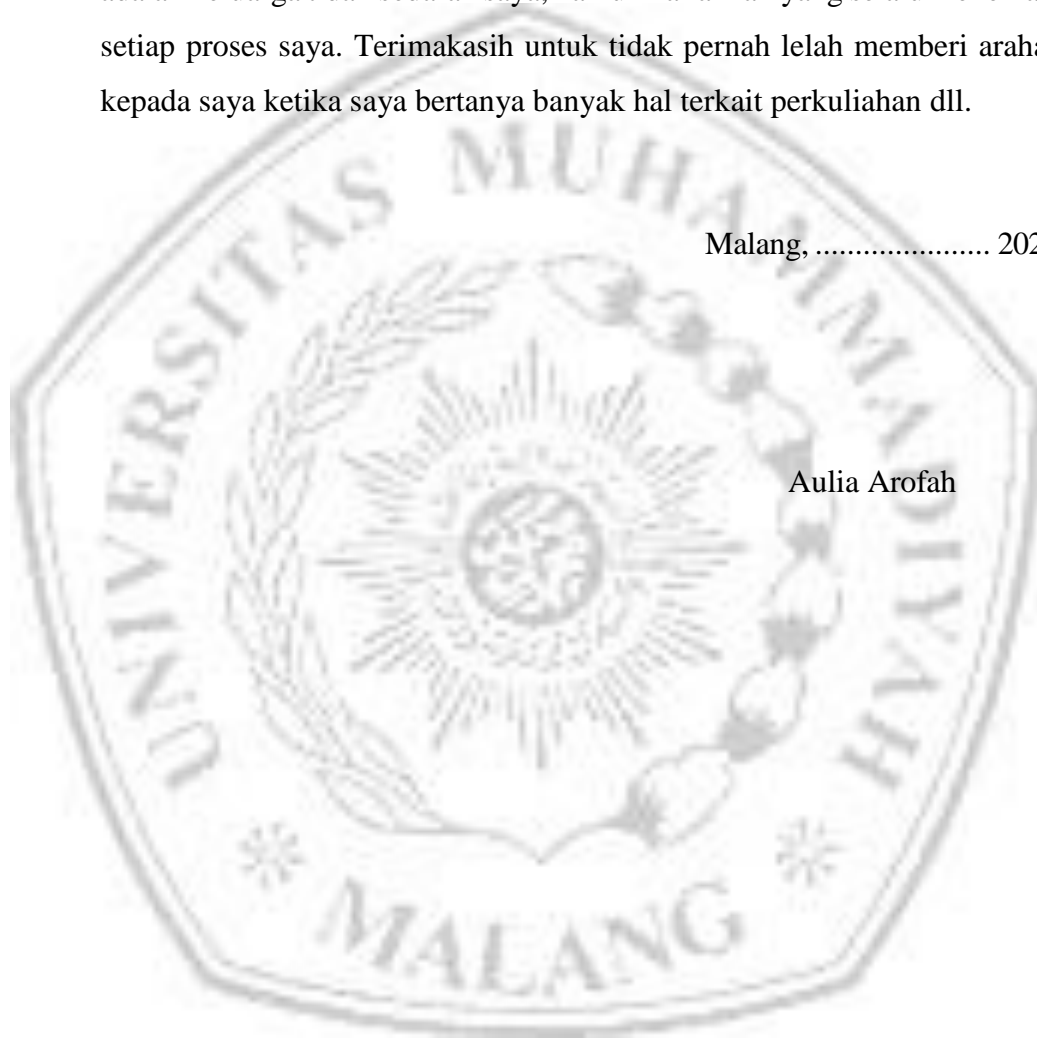 setiap proses saya. Terimakasih untuk tidak pernah lelah memberi araha
kepada saya ketika saya bertanya banyak hal terkait perkuliahan dll.
Malang, ...................... 202
Aulia Arofah
UNIVERSITAS MUHAMMADIYAH
MALANG